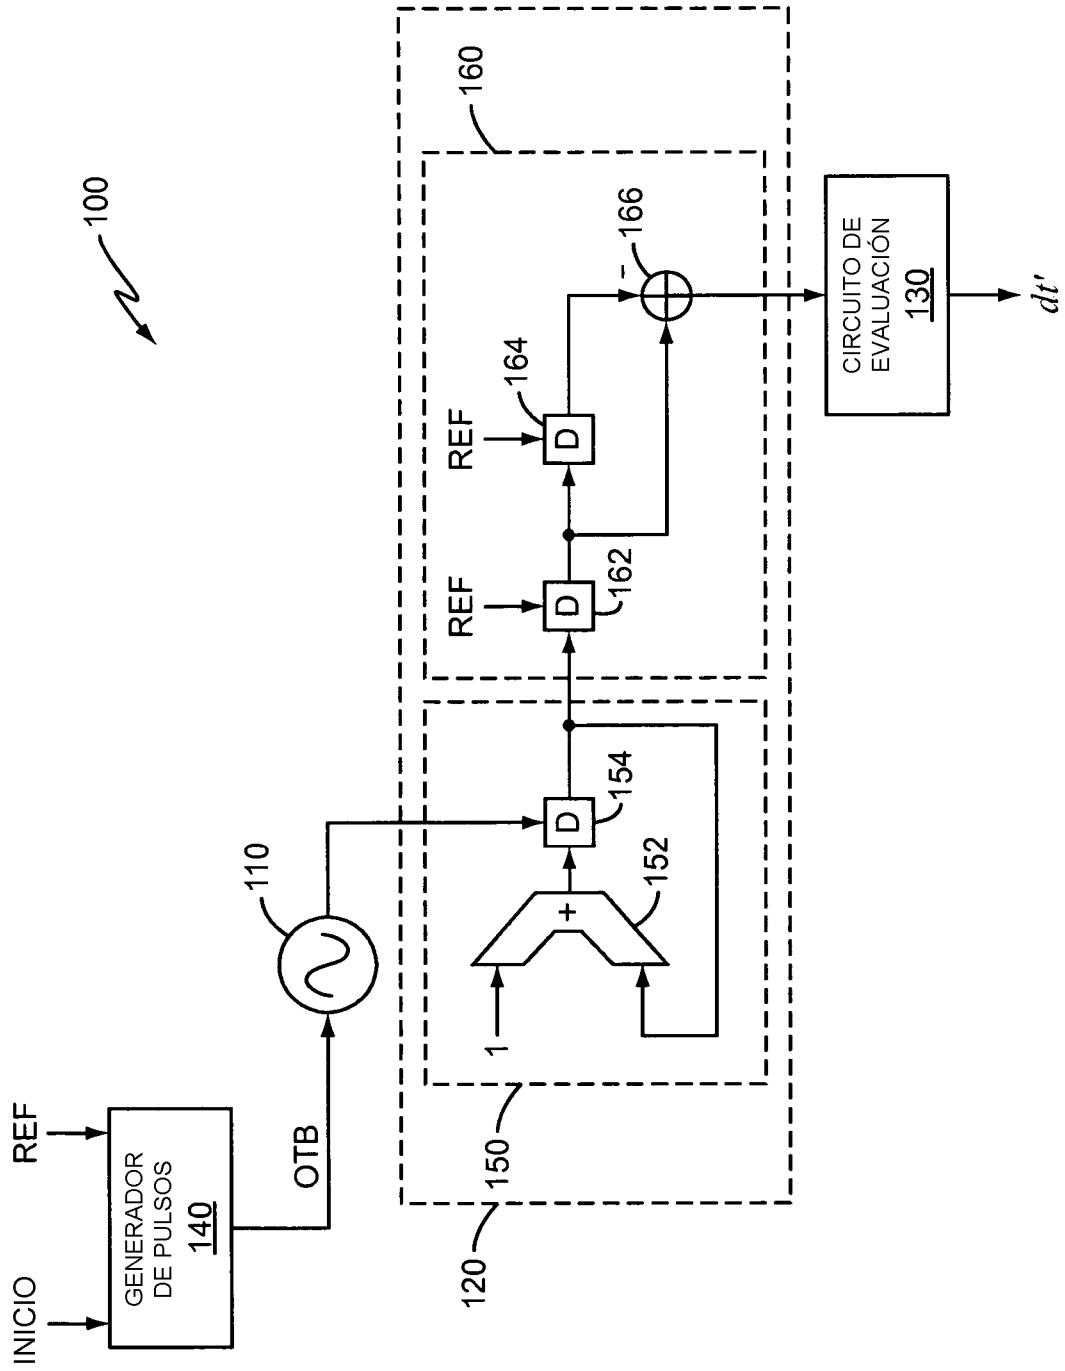 100
INICIO
REF
GENERADOR
DE PULSOS
140
OTB
110
120
150
1
+
152
D
154
160
REF
D
162
REF
D
164
-
166
CIRCUITO DE
EVALUACIÓN
130
dt'